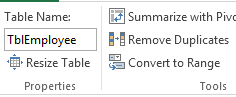 Table Name:
TblEmployee
Resize Table
Properties
Summarize with Pivo
Remove Duplicates
Convert to Range
Tools